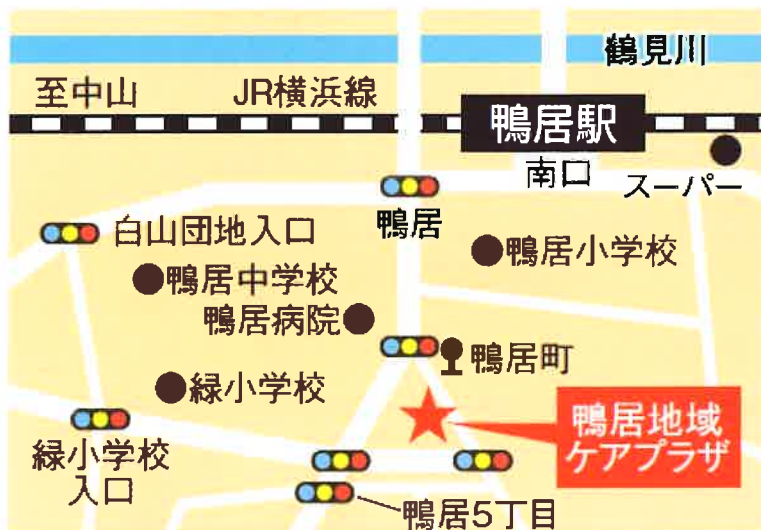 鶴見川
至中山
JR横浜線
鴨居駅
南口
スーパー
鴨居
白山団地入口
鴨居小学校
鴨居中学校
鴨居病院
鴨居町
緑小学校
鴨居地域
ケアプラザ
緑小学校
入口
鴨居5丁目